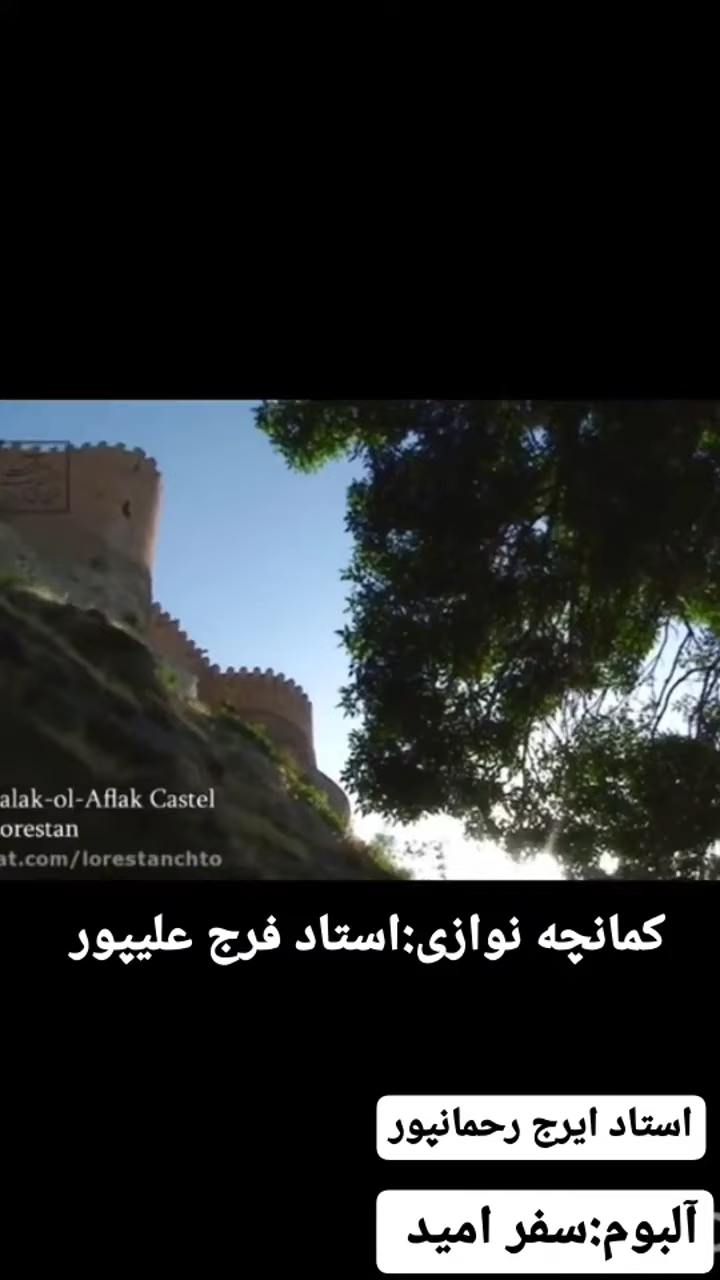 alak-ol-Aflak Castel
orestan
at.com/lorestanchto
کمانچه نوازی:استاد فرج علیپور
استاد ایرج رحمانپور
آلبوم:سفر امید